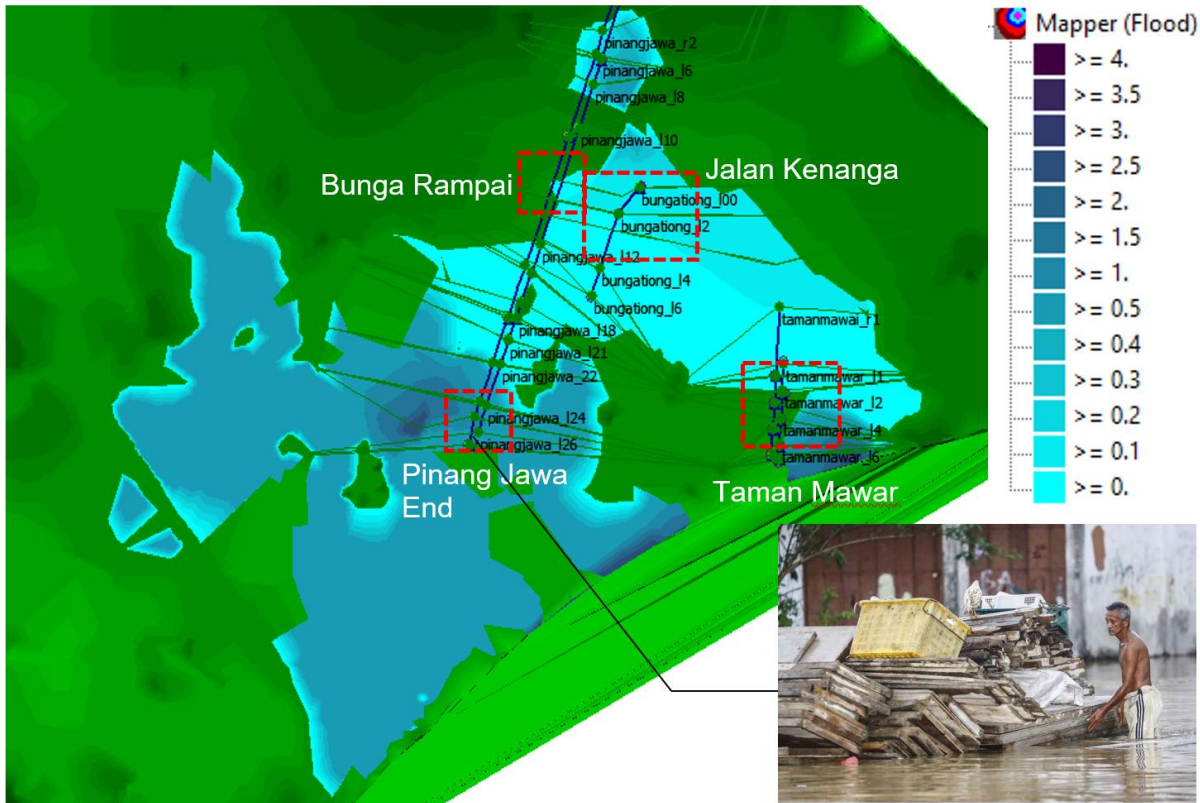 Mapper (Flood)
>= 4.
>= 3.5
>= 3.
>= 2.5
>= 2.
>= 1.5
>= 1.
>= 0.5
>= 0.4
>= 0.3
>= 0.2
>= 0.1
>= 0.
pinangjawa_r2
pinangjawa_l6
pinangjawa_l8
pinangjawa_l10
Bunga Rampai
Jalan Kenanga
bungationg_l00
bungationg_l2
pinangjawa_l12
bungationg_l4
bungationg_l6
tamanmawai_r1
pinangjawa_l18
pinangjawa_l21
pinangjawa_22
tamanmawar_l1
tamanmawar_l2
pinangjawa_l24
tamanmawar_l4
pinangjawa_l26
tamanmawar_l6
Pinang Jawa
End
Taman Mawar